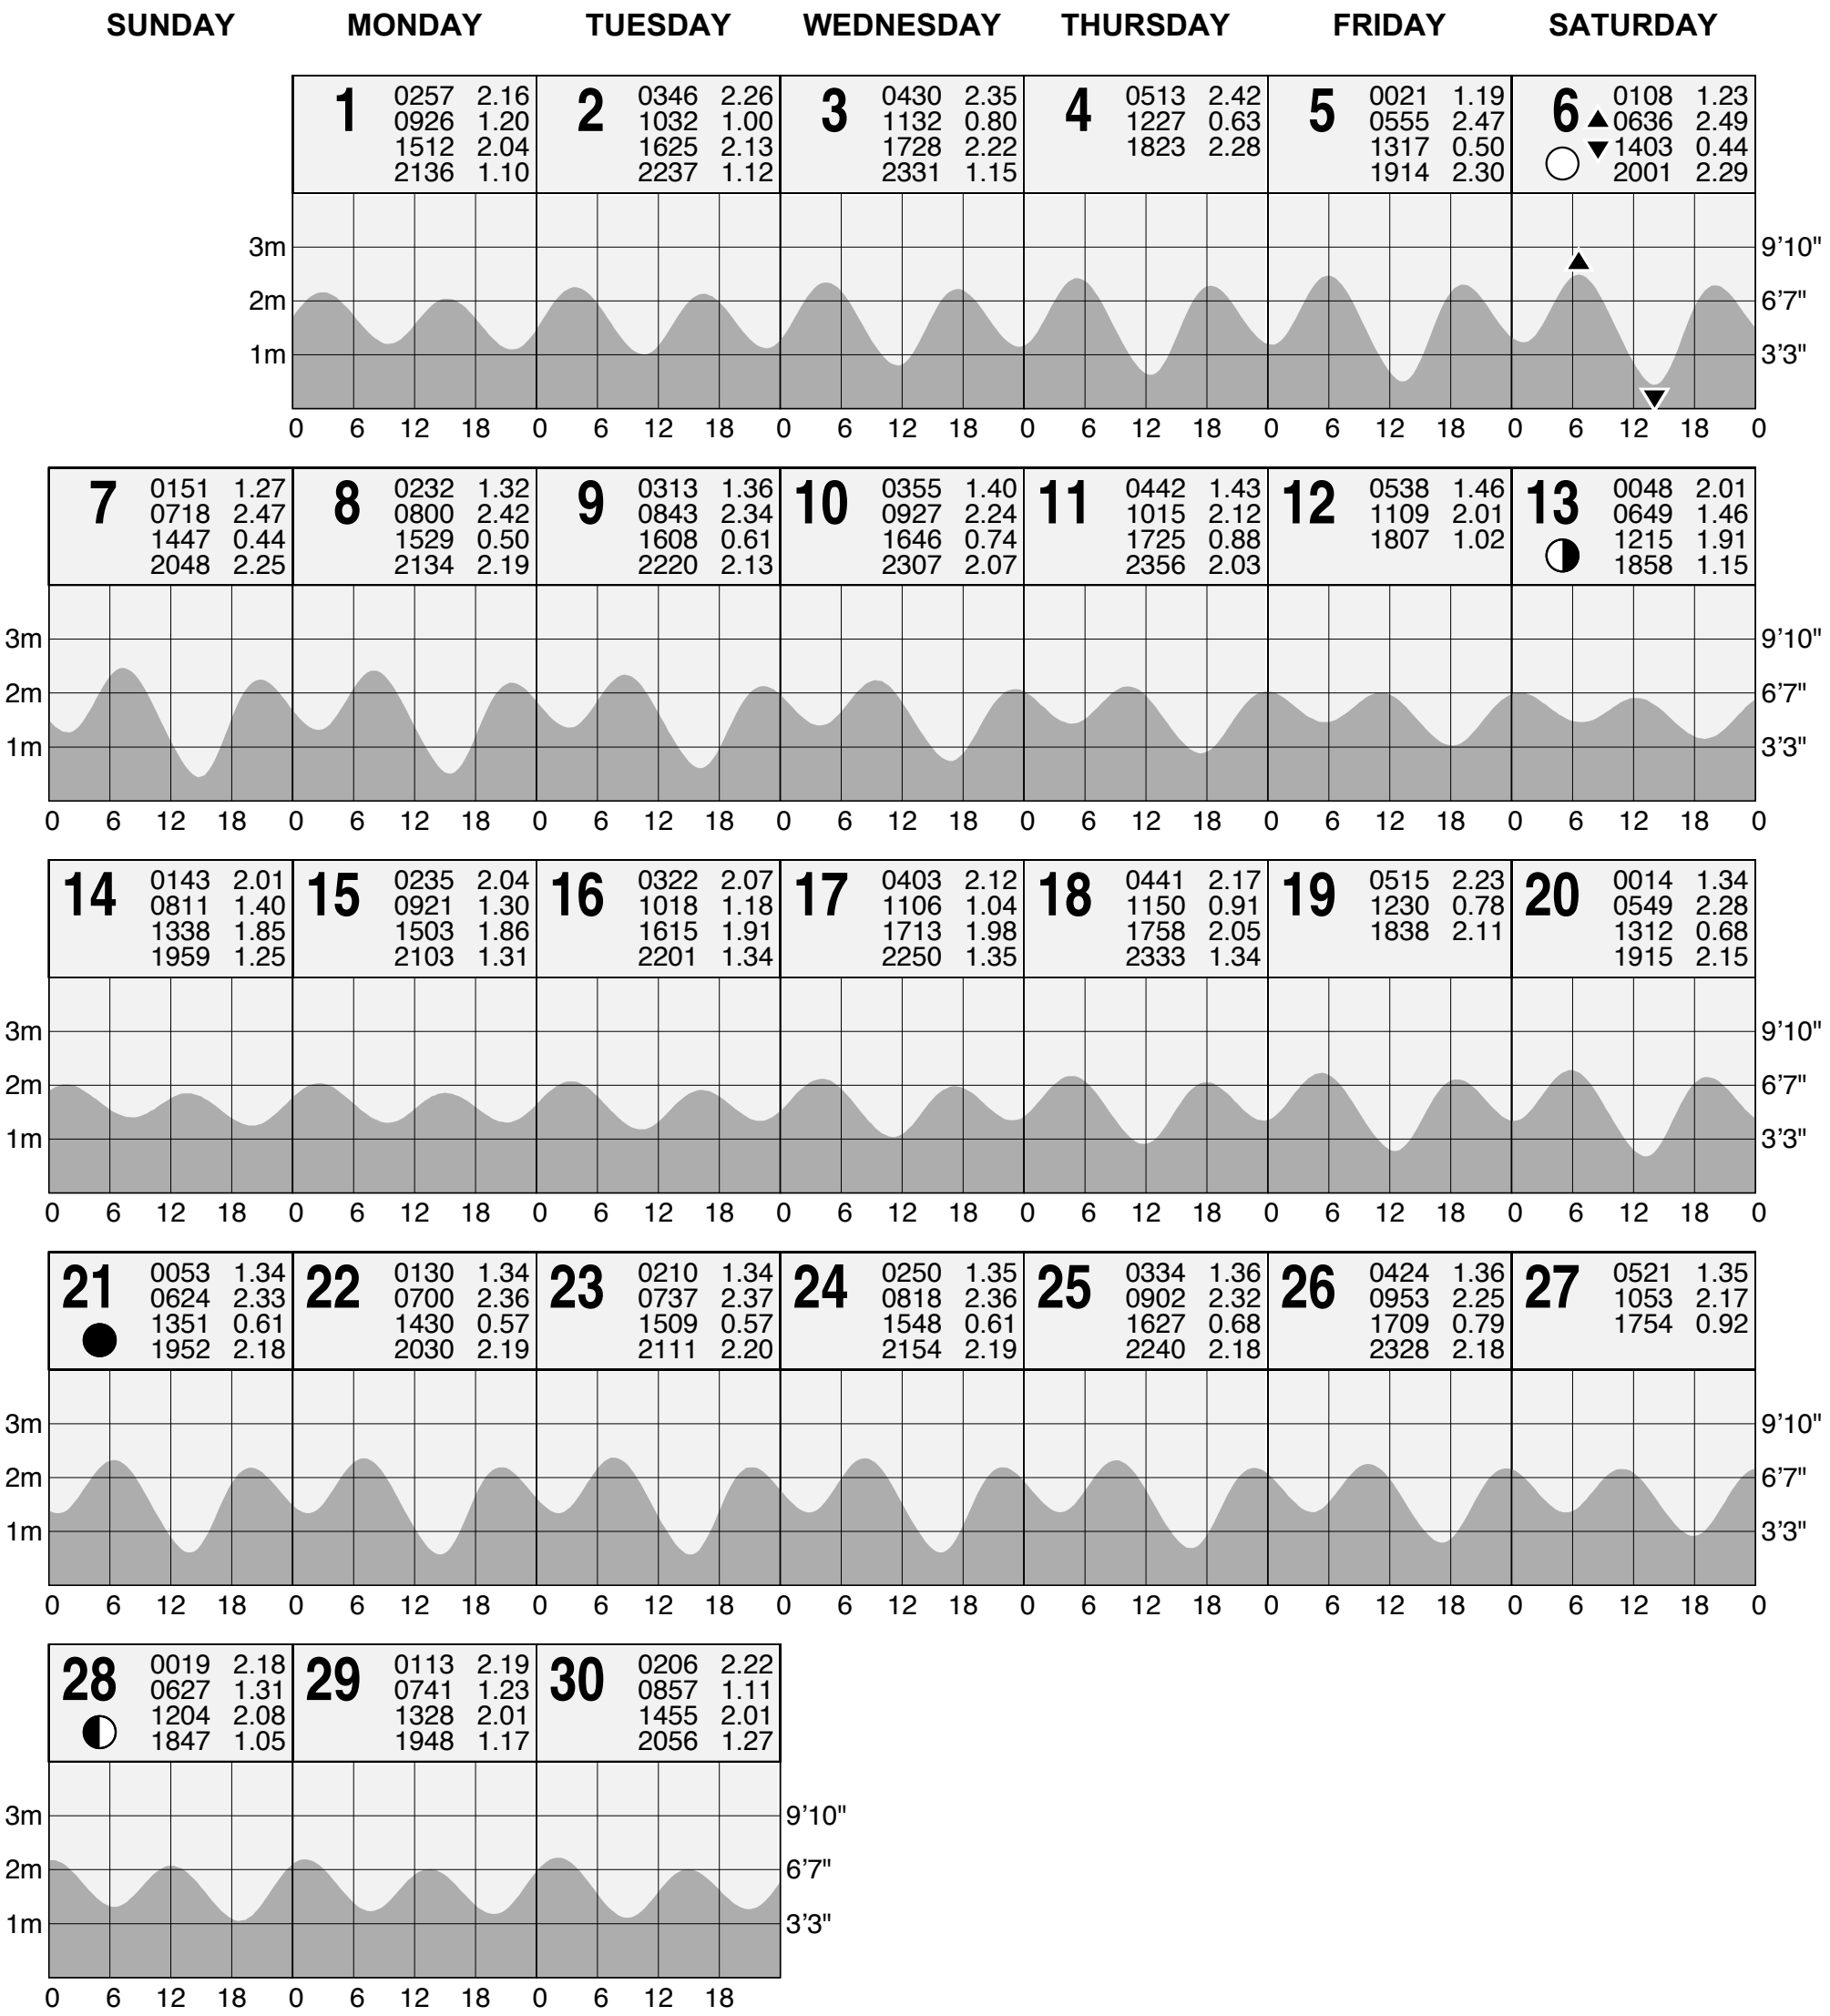 SUNDAY MONDAY TUESDAY WEDNESDAY THURSDAY FRIDAY SATURDAY
1 0257 2.16
0926 1.20
1512 2.04
2136 1.10
2 0346 2.26
1032 1.00
1625 2.13
2237 1.12
3 0430 2.35
1132 0.80
1728 2.22
2331 1.15
4 0513 2.42
1227 0.63
1823 2.28
5 0021 1.19
0555 2.47
1317 0.50
1914 2.30
6 0108 1.23
▲0636 2.49
▼1403 0.44
2001 2.29
3m 9'10"
2m 6'7"
1m 3'3"
0 6 12 18 0 6 12 18 0 6 12 18 0 6 12 18 0 6 12 18 0 6 12 18 0
7 0151 1.27
0718 2.47
1447 0.44
2048 2.25
8 0232 1.32
0800 2.42
1529 0.50
2134 2.19
9 0313 1.36
0843 2.34
1608 0.61
2220 2.13
10 0355 1.40
0927 2.24
1646 0.74
2307 2.07
11 0442 1.43
1015 2.12
1725 0.88
2356 2.03
12 0538 1.46
1109 2.01
1807 1.02
13 0048 2.01
0649 1.46
1215 1.91
1858 1.15
3m 9'10"
2m 6'7"
1m 3'3"
0 6 12 18 0 6 12 18 0 6 12 18 0 6 12 18 0 6 12 18 0 6 12 18 0 6 12 18 0
14 0143 2.01
0811 1.40
1338 1.85
1959 1.25
15 0235 2.04
0921 1.30
1503 1.86
2103 1.31
16 0322 2.07
1018 1.18
1615 1.91
2201 1.34
17 0403 2.12
1106 1.04
1713 1.98
2250 1.35
18 0441 2.17
1150 0.91
1758 2.05
2333 1.34
19 0515 2.23
1230 0.78
1838 2.11
20 0014 1.34
0549 2.28
1312 0.68
1915 2.15
3m 9'10"
2m 6'7"
1m 3'3"
0 6 12 18 0 6 12 18 0 6 12 18 0 6 12 18 0 6 12 18 0 6 12 18 0 6 12 18 0
21 0053 1.34
0624 2.33
1351 0.61
1952 2.18
22 0130 1.34
0700 2.36
1430 0.57
2030 2.19
23 0210 1.34
0737 2.37
1509 0.57
2111 2.20
24 0250 1.35
0818 2.36
1548 0.61
2154 2.19
25 0334 1.36
0902 2.32
1627 0.68
2240 2.18
26 0424 1.36
0953 2.25
1709 0.79
2328 2.18
27 0521 1.35
1053 2.17
1754 0.92
3m 9'10"
2m 6'7"
1m 3'3"
0 6 12 18 0 6 12 18 0 6 12 18 0 6 12 18 0 6 12 18 0 6 12 18 0 6 12 18 0
28 0019 2.18
0627 1.31
1204 2.08
1847 1.05
29 0113 2.19
0741 1.23
1328 2.01
1948 1.17
30 0206 2.22
0857 1.11
1455 2.01
2056 1.27
3m 9'10"
2m 6'7"
1m 3'3"
0 6 12 18 0 6 12 18 0 6 12 18